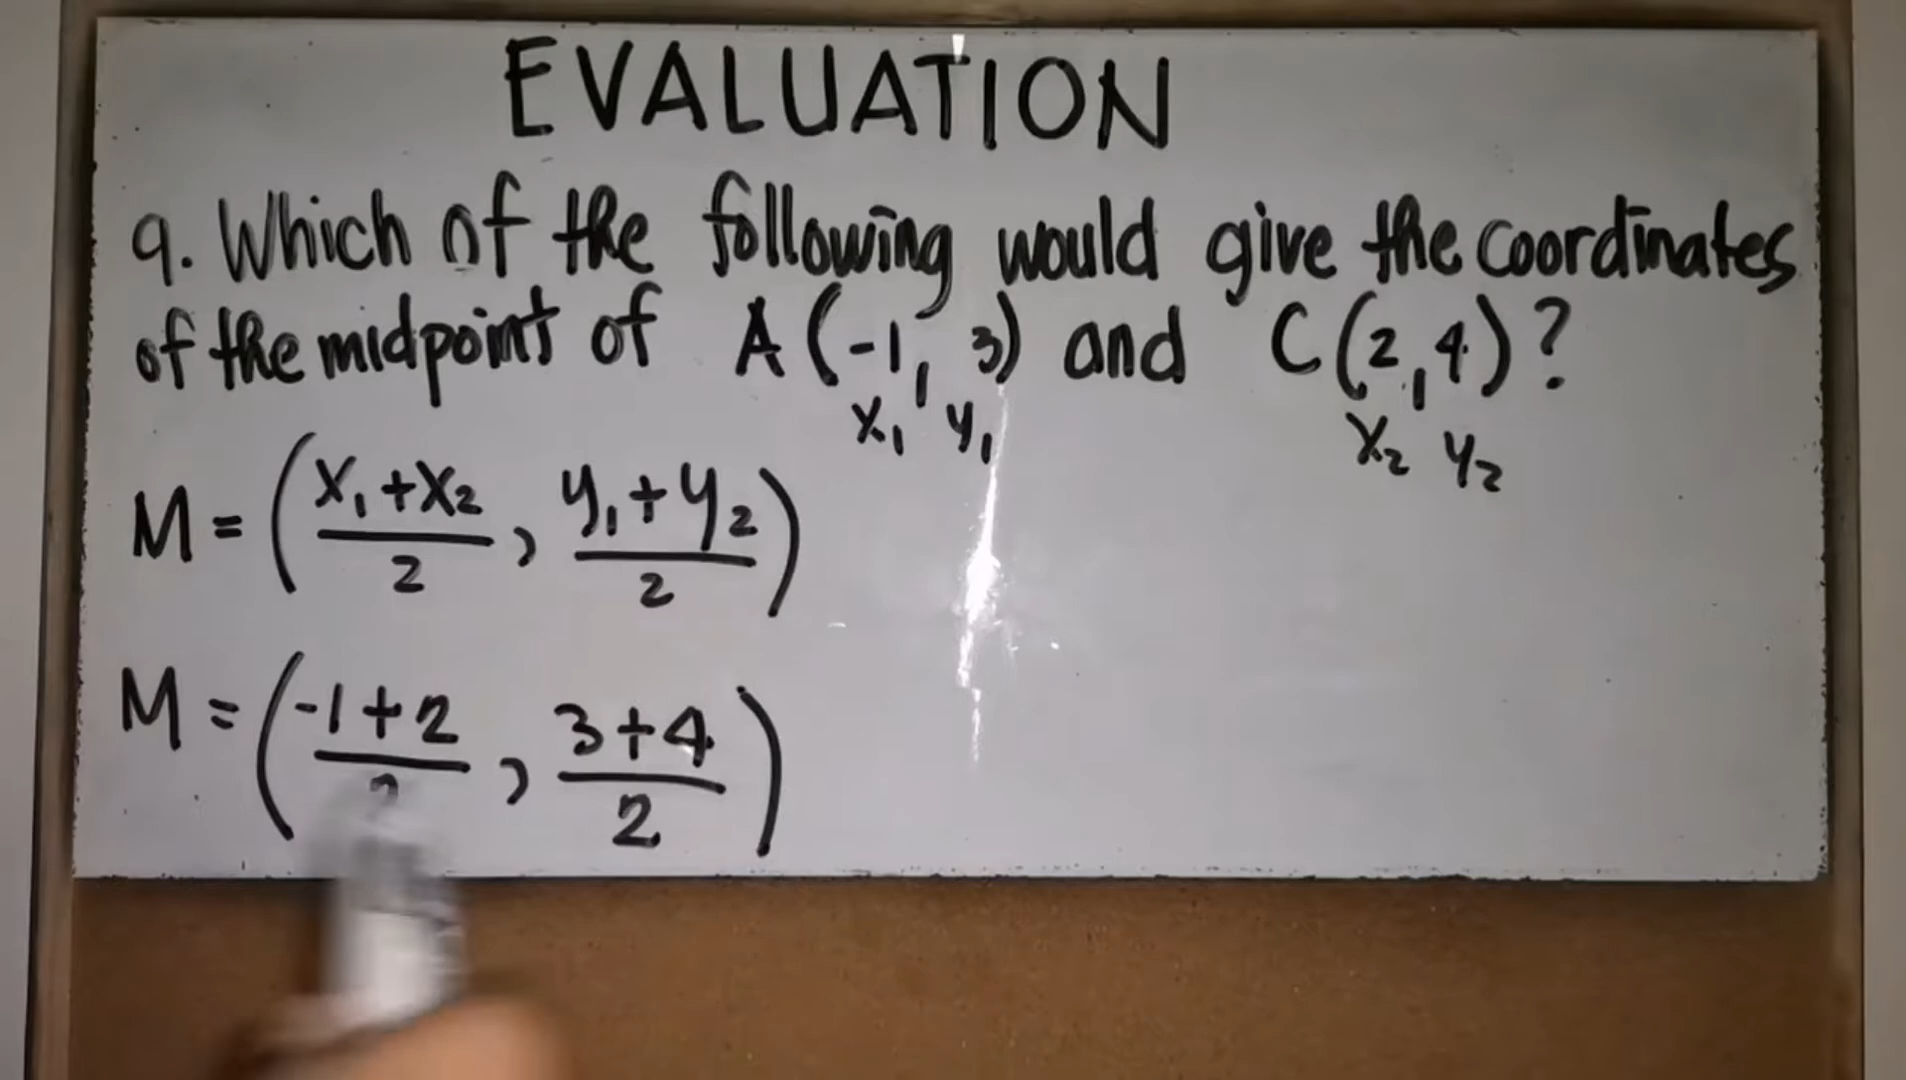 EVALUATION
9. Which of the following would give the coordinates
of the midpoint of A (-1, 3) and C (2, 4) ?
x₁ y₁ x₂ y₂
M = (x₁ + x₂ / 2 , y₁ + y₂ / 2)
M = (-1 + 2 / 2 , 3 + 4 / 2)